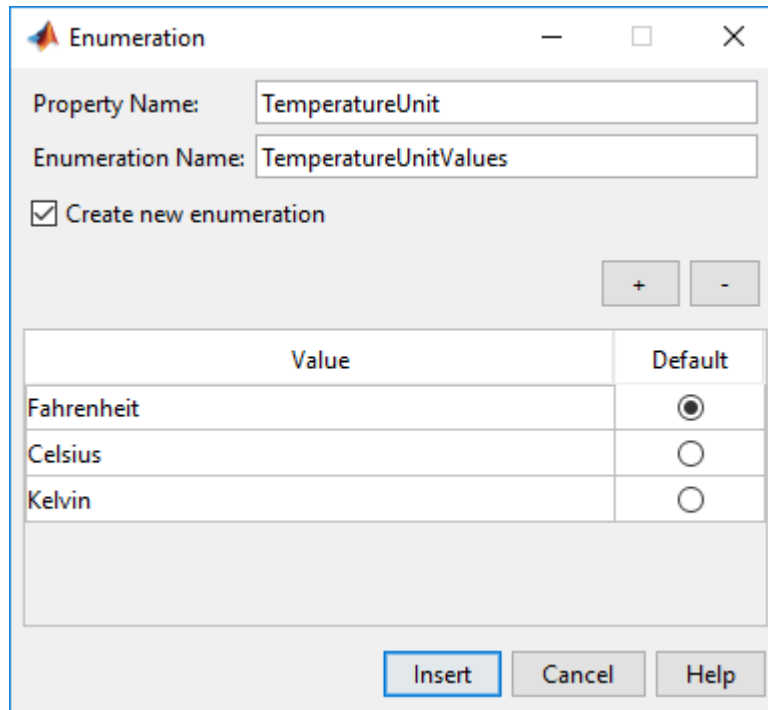 Enumeration
Property Name: TemperatureUnit
Enumeration Name: TemperatureUnitValues
Create new enumeration
+ -
Value Default
Fahrenheit
Celsius
Kelvin
Insert Cancel Help